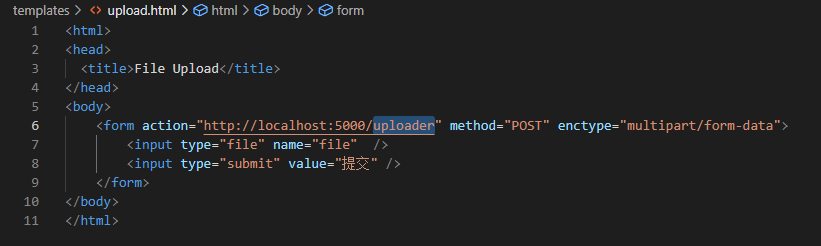 templates > <> upload.html > html > body > form
1 <html>
2 <head>
3   <title>File Upload</title>
4 </head>
5 <body>
6     <form action="http://localhost:5000/uploader" method="POST" enctype="multipart/form-data">
7         <input type="file" name="file"  />
8         <input type="submit" value="提交" />
9     </form>
10 </body>
11 </html>